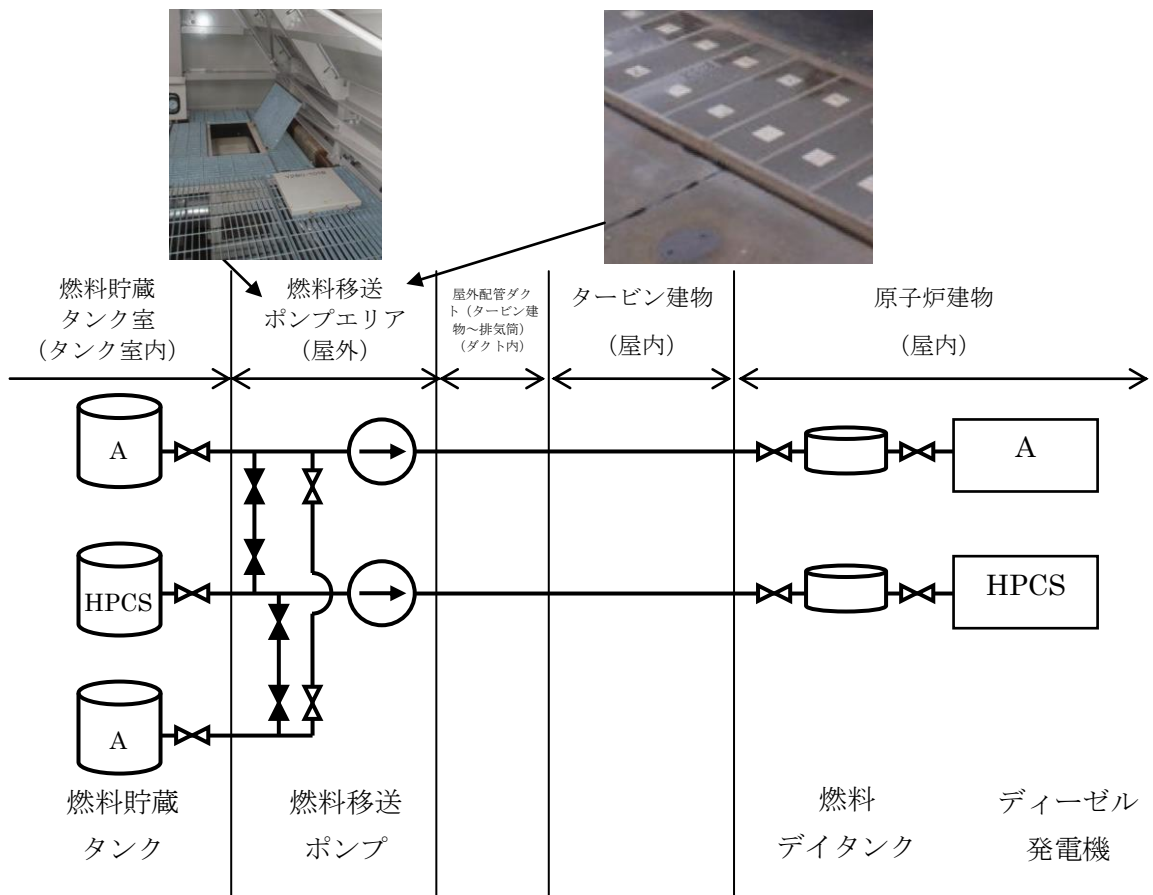 燃料貯蔵
タンク室
（タンク室内）
燃料移送
ポンプエリア
（屋外）
屋外配管ダク
ト（タービン建
物～排気筒）
（ダクト内）
タービン建物
（屋内）
原子炉建物
（屋内）
A
A
HPCS
HPCS
A
燃料貯蔵
タンク
燃料移送
ポンプ
燃料
デイタンク
ディーゼル
発電機